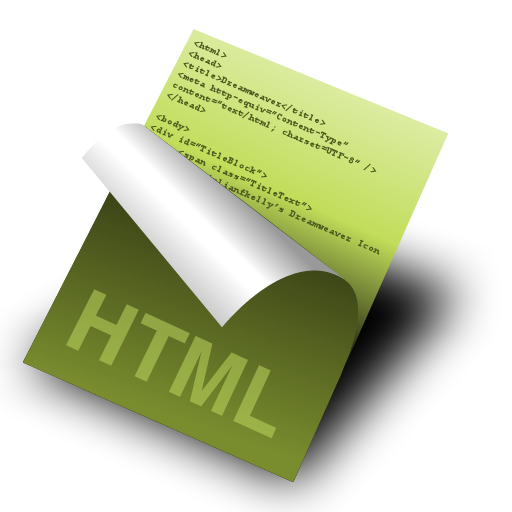 <html>
<head>
<title>Dreamweaver</title>
<meta http-equiv="Content-Type"
content="text/html; charset=UTF-8" />
</head>
<body>
<div id="TitleBlock">
<span class="TitleText">
Dreamweaver Icon
HTML